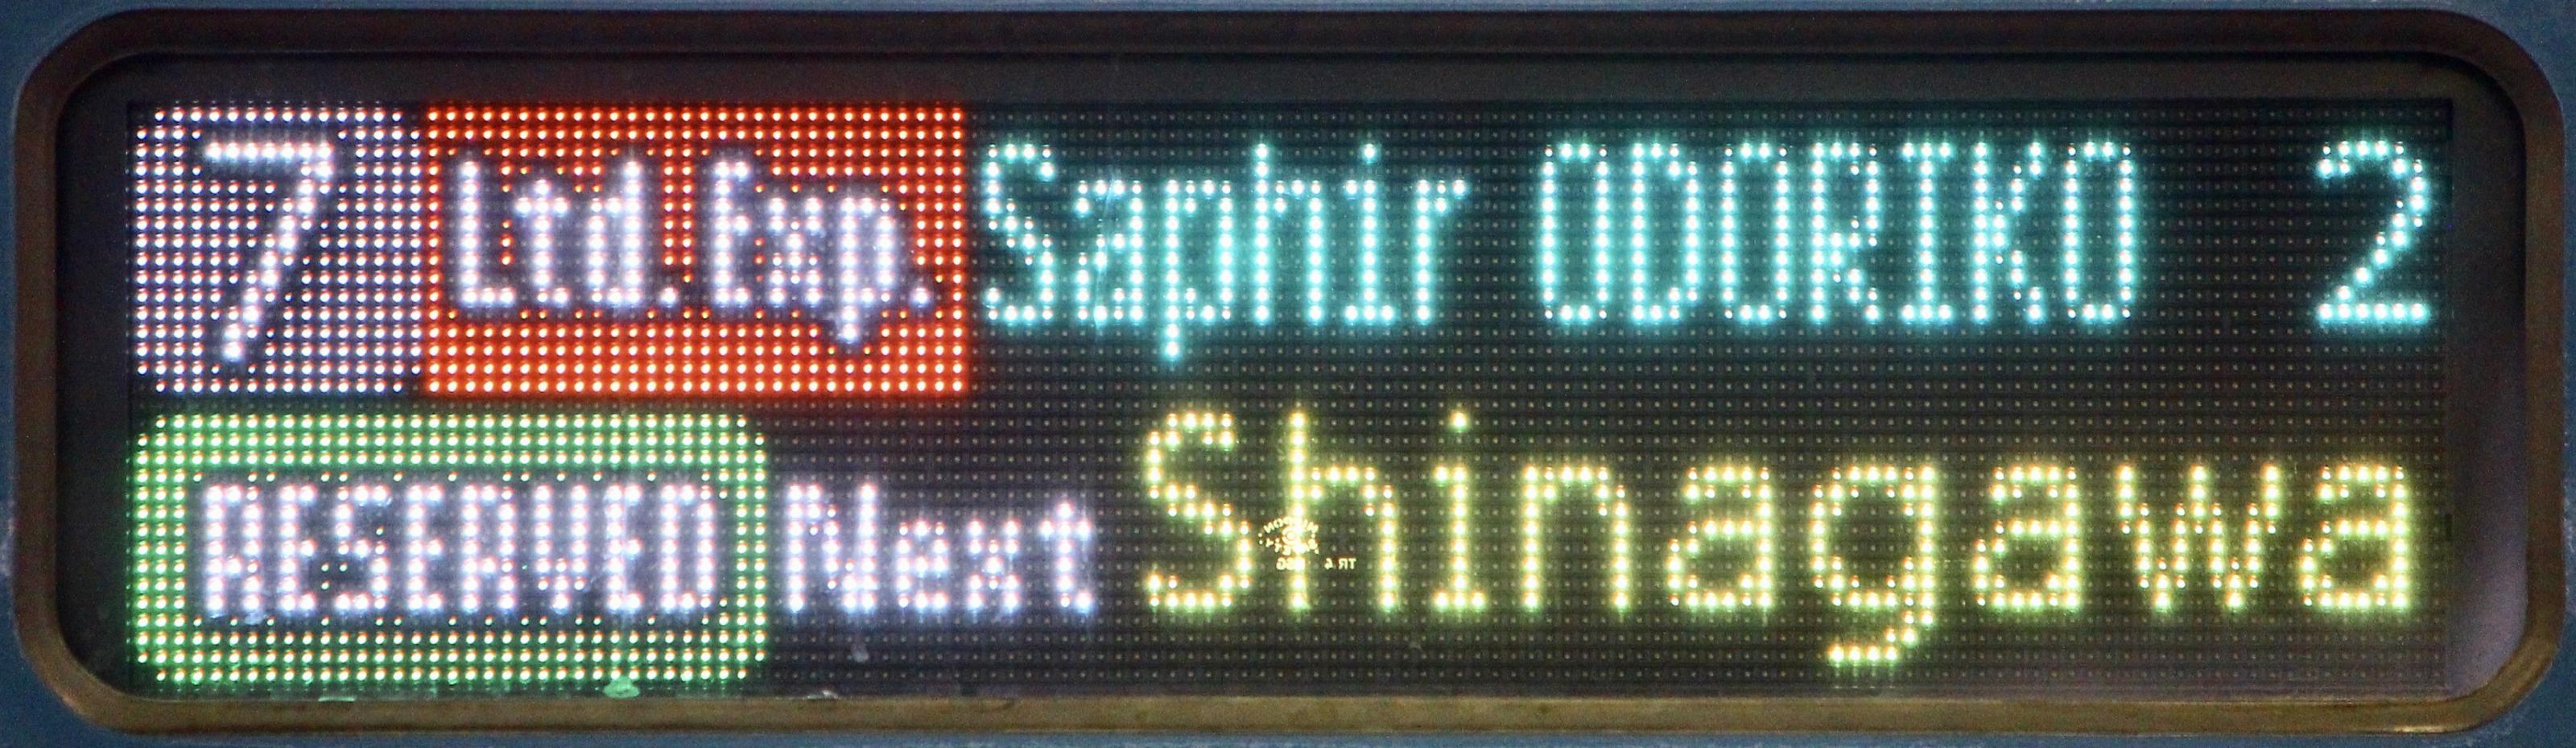 7 Ltd.Exp. Saphir ODORIKO 2
RESERVED Next Shinagawa